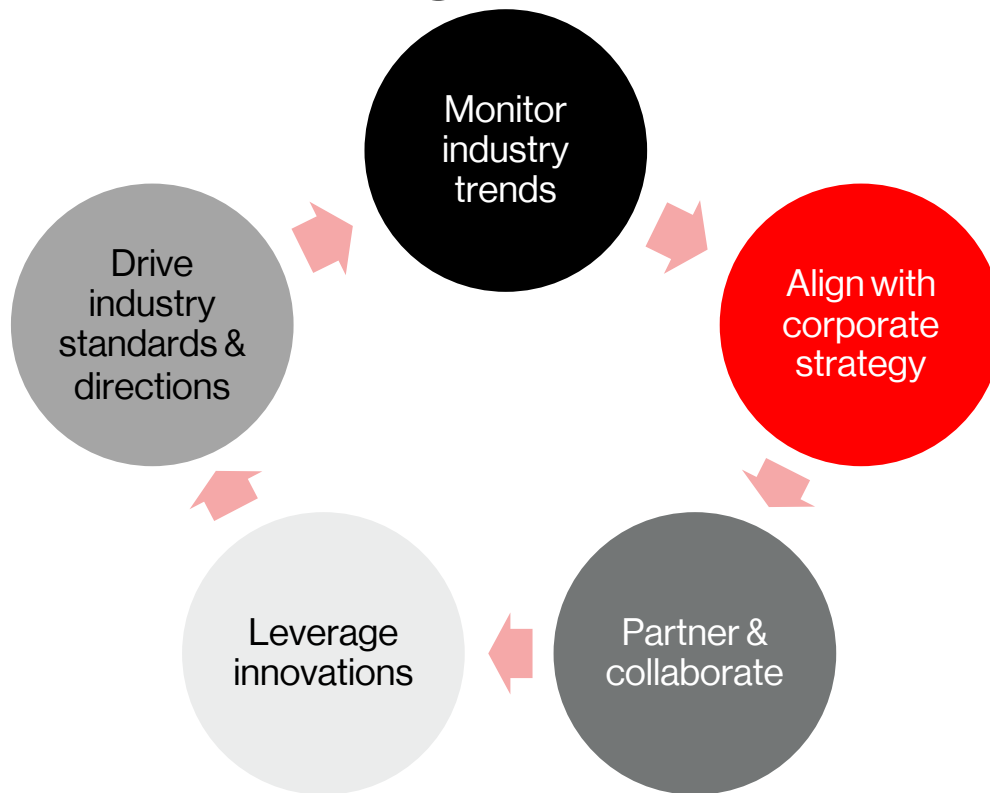 Monitor
industry
trends
Align with
corporate
strategy
Partner &
collaborate
Leverage
innovations
Drive
industry
standards &
directions